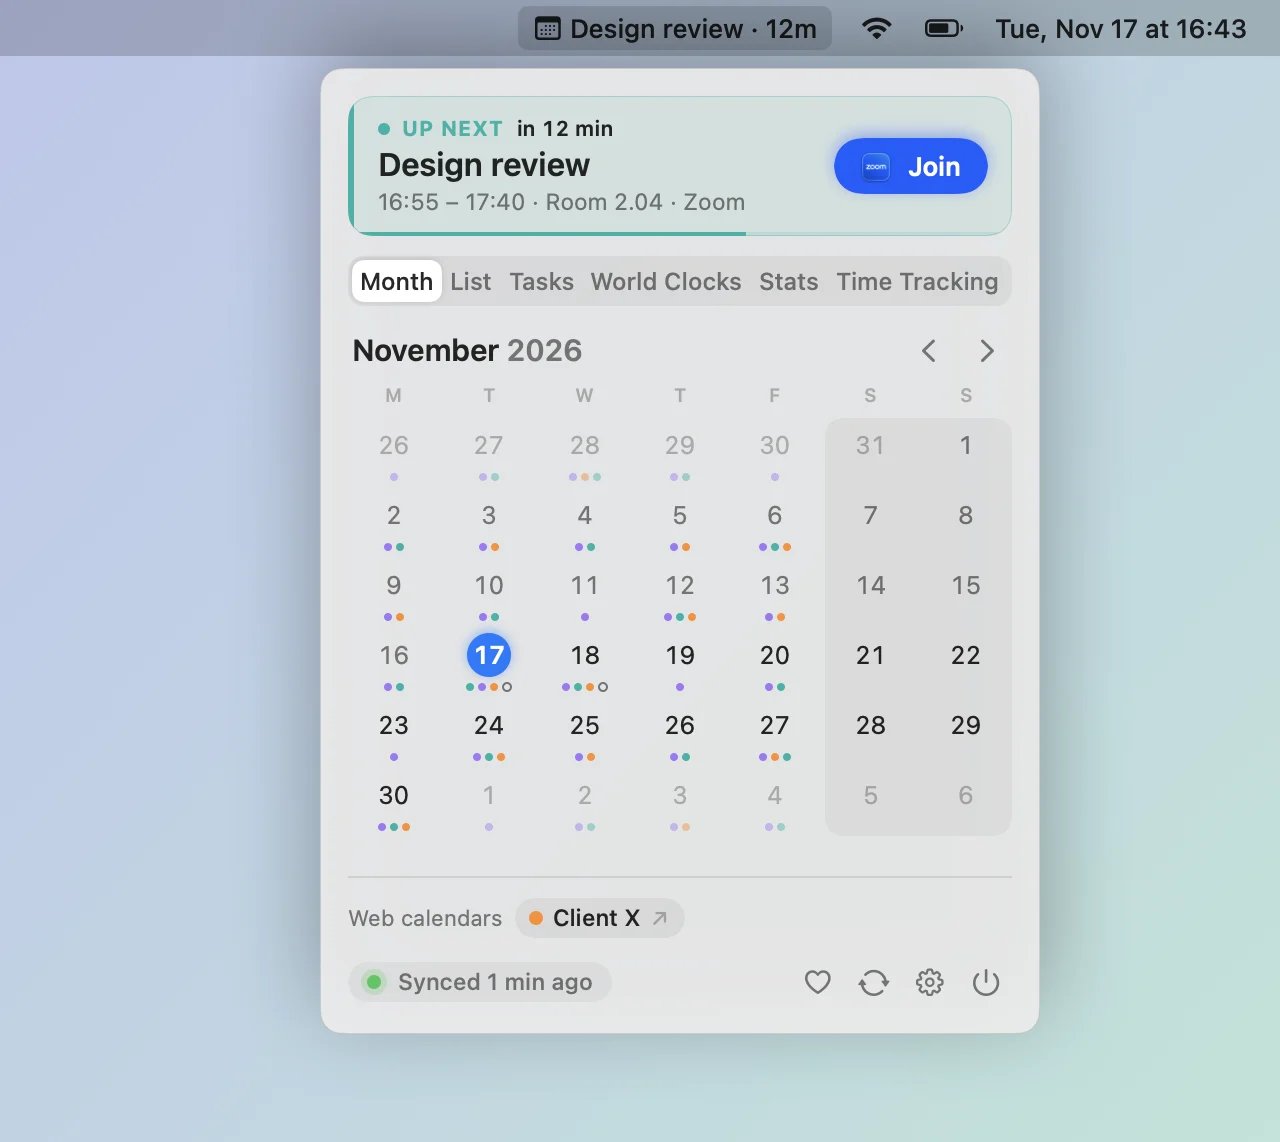 Design review · 12m
Tue, Nov 17 at 16:43
UP NEXT in 12 min
Design review
16:55 – 17:40 · Room 2.04 · Zoom
zoom
Join
Month List Tasks World Clocks Stats Time Tracking
November 2026
M T W T F S S
26 27 28 29 30 31 1
2 3 4 5 6 7 8
9 10 11 12 13 14 15
16 17 18 19 20 21 22
23 24 25 26 27 28 29
30 1 2 3 4 5 6
Web calendars Client X
Synced 1 min ago